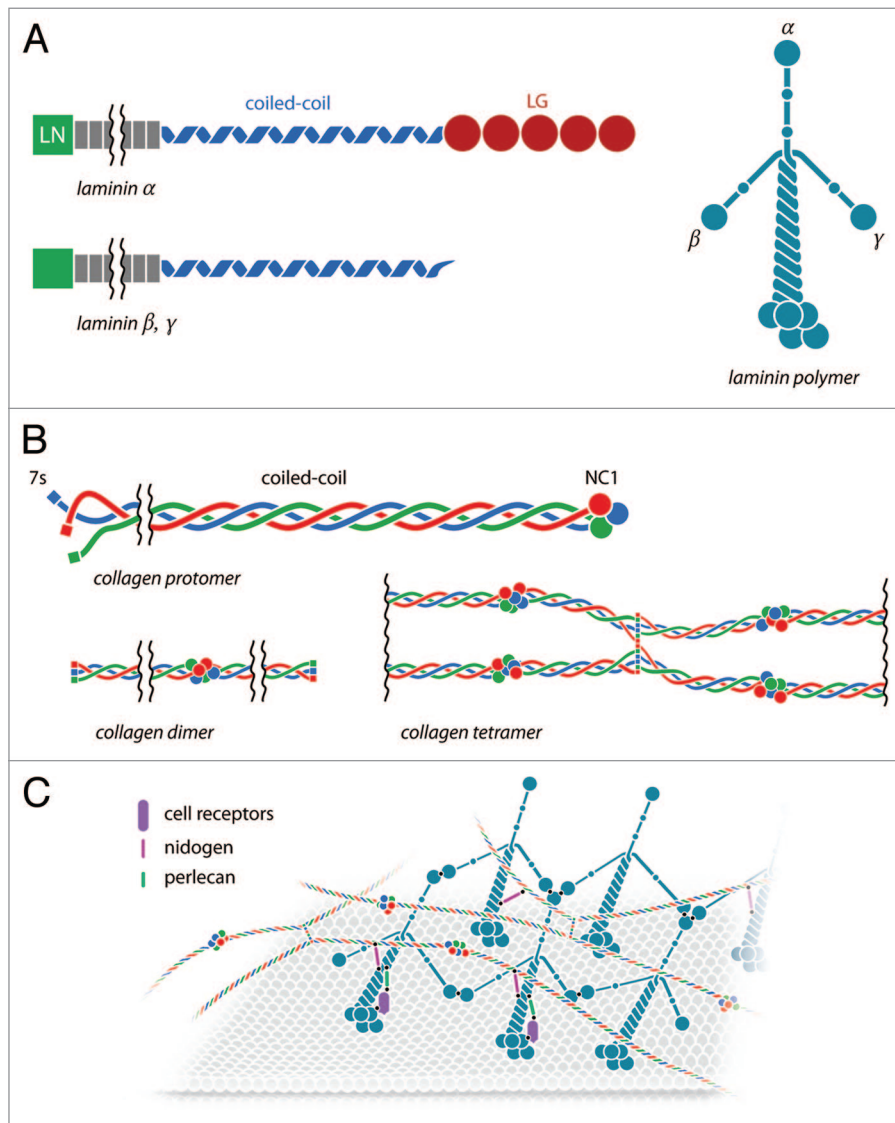 A
LN
coiled-coil
LG
laminin α
laminin β, γ
α
β
γ
laminin polymer
B
7s
coiled-coil
NC1
collagen protomer
collagen dimer
collagen tetramer
C
cell receptors
nidogen
perlecan